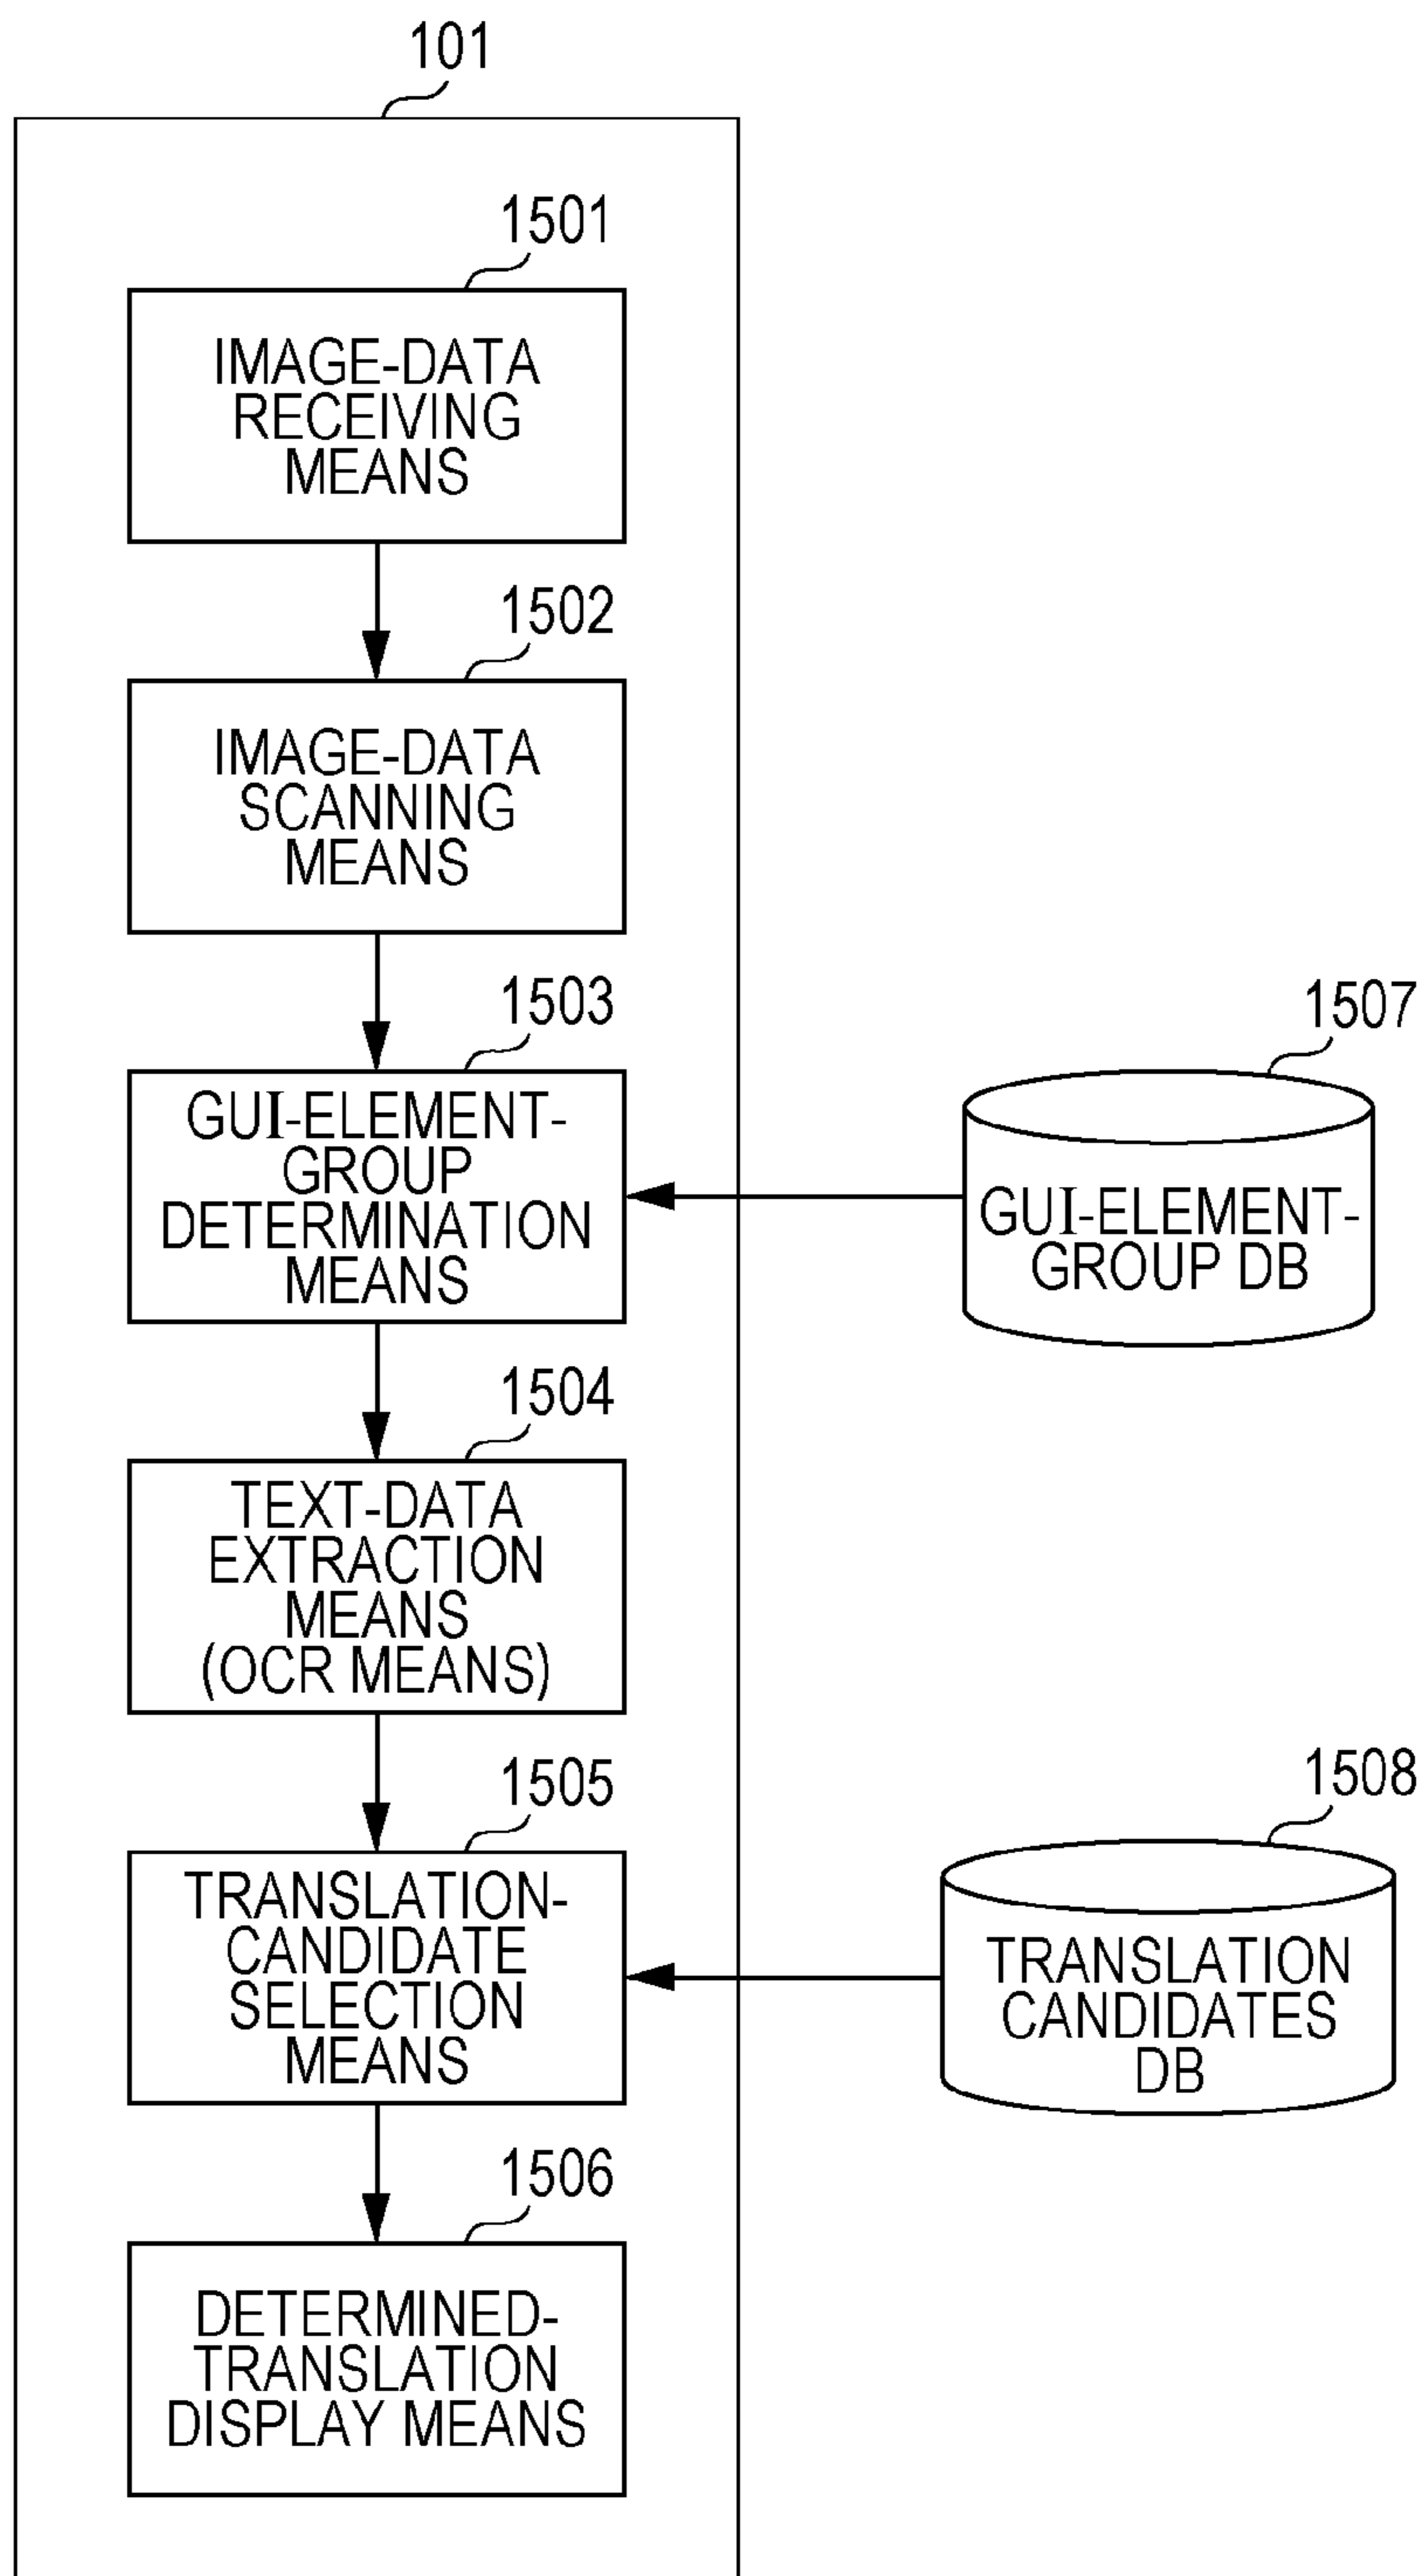 101
1501
IMAGE-DATA
RECEIVING
MEANS
1502
IMAGE-DATA
SCANNING
MEANS
1503
GUI-ELEMENT-
GROUP
DETERMINATION
MEANS
1507
GUI-ELEMENT-
GROUP DB
1504
TEXT-DATA
EXTRACTION
MEANS
(OCR MEANS)
1505
TRANSLATION-
CANDIDATE
SELECTION
MEANS
1508
TRANSLATION
CANDIDATES
DB
1506
DETERMINED-
TRANSLATION
DISPLAY MEANS